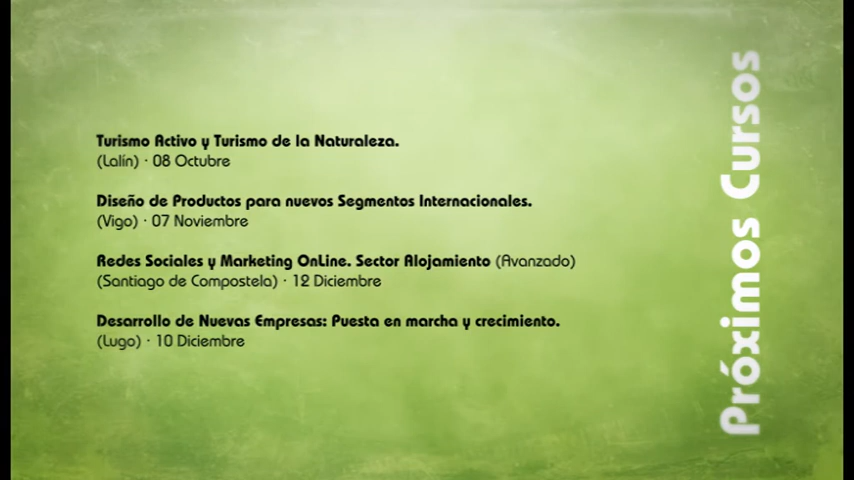 Turismo Activo y Turismo de la Naturaleza.
(Lalín) · 08 Octubre
Diseño de Productos para nuevos Segmentos Internacionales.
(Vigo) · 07 Noviembre
Redes Sociales y Marketing OnLine. Sector Alojamiento (Avanzado)
(Santiago de Compostela) · 12 Diciembre
Desarrollo de Nuevas Empresas: Puesta en marcha y crecimiento.
(Lugo) · 10 Diciembre
Próximos Cursos